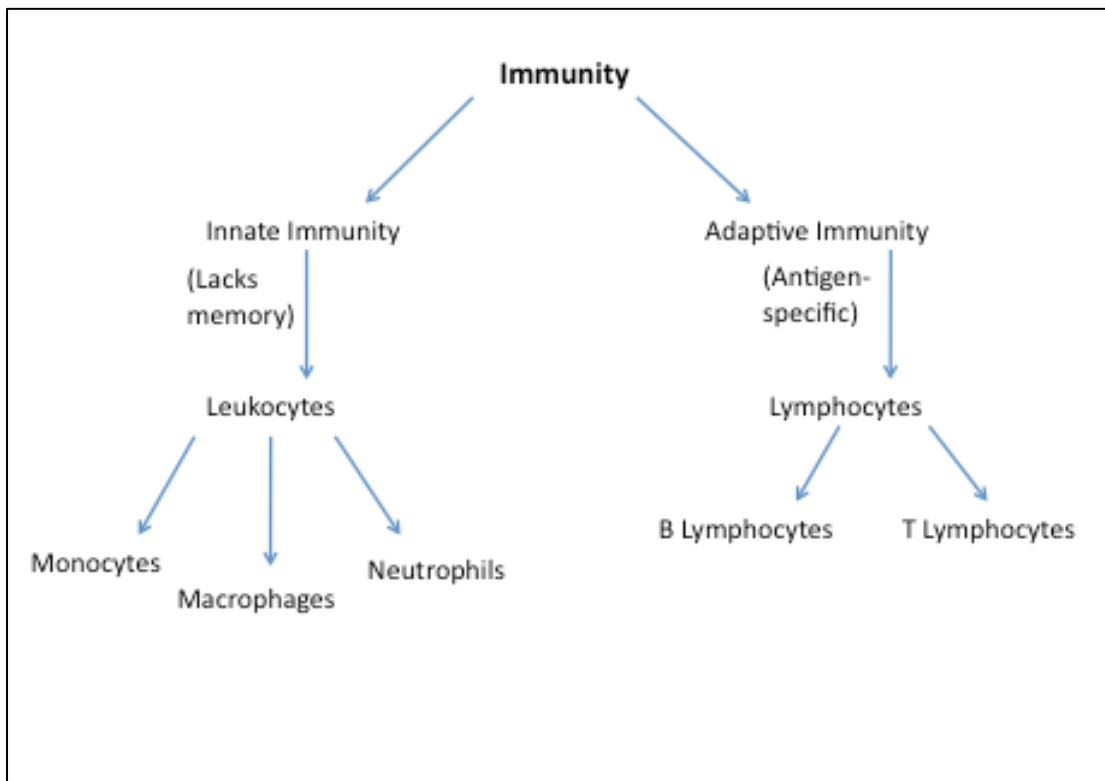 Immunity
Innate Immunity
Adaptive Immunity
(Lacks
memory)
(Antigen-
specific)
Leukocytes
Lymphocytes
B Lymphocytes
T Lymphocytes
Monocytes
Macrophages
Neutrophils